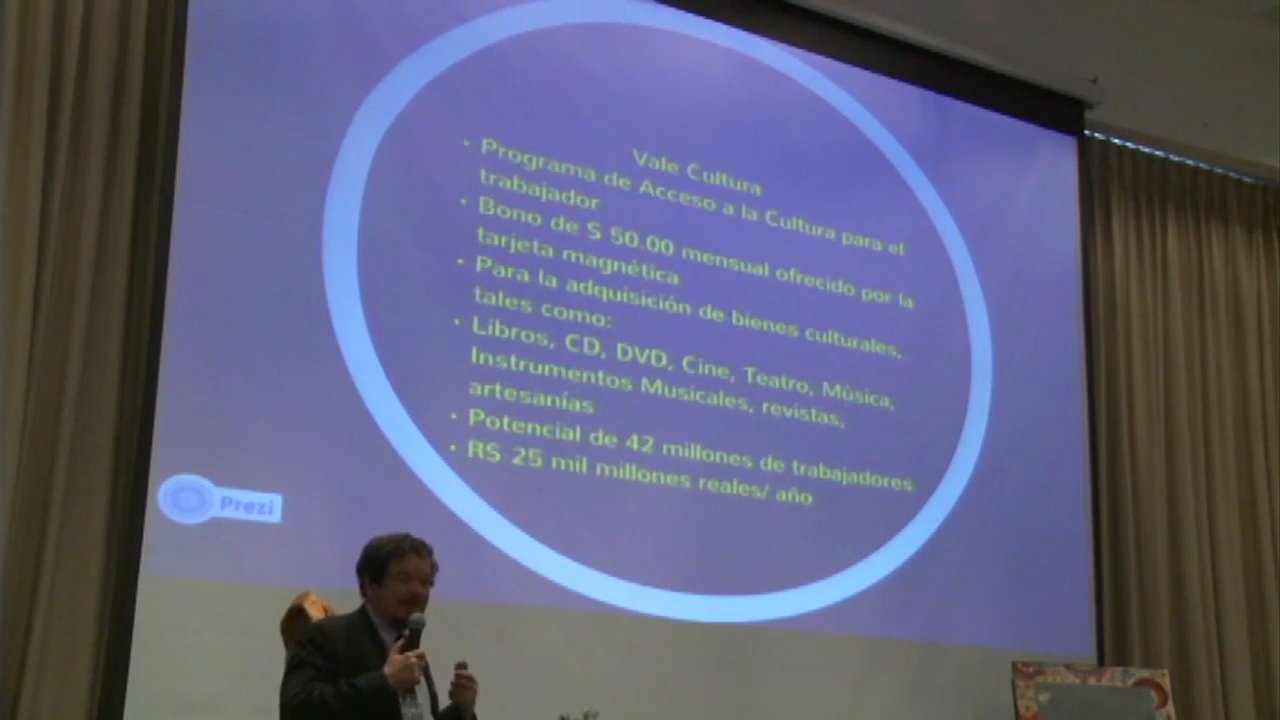 Vale Cultura
· Programa de Acceso a la Cultura para el
trabajador
· Bono de $ 50.00 mensual ofrecido por la
tarjeta magnética
· Para la adquisición de bienes culturales,
tales como:
· Libros, CD, DVD, Cine, Teatro, Música,
Instrumentos Musicales, revistas,
artesanías
· Potencial de 42 millones de trabajadores
· R$ 25 mil millones reales/ año
Prezi